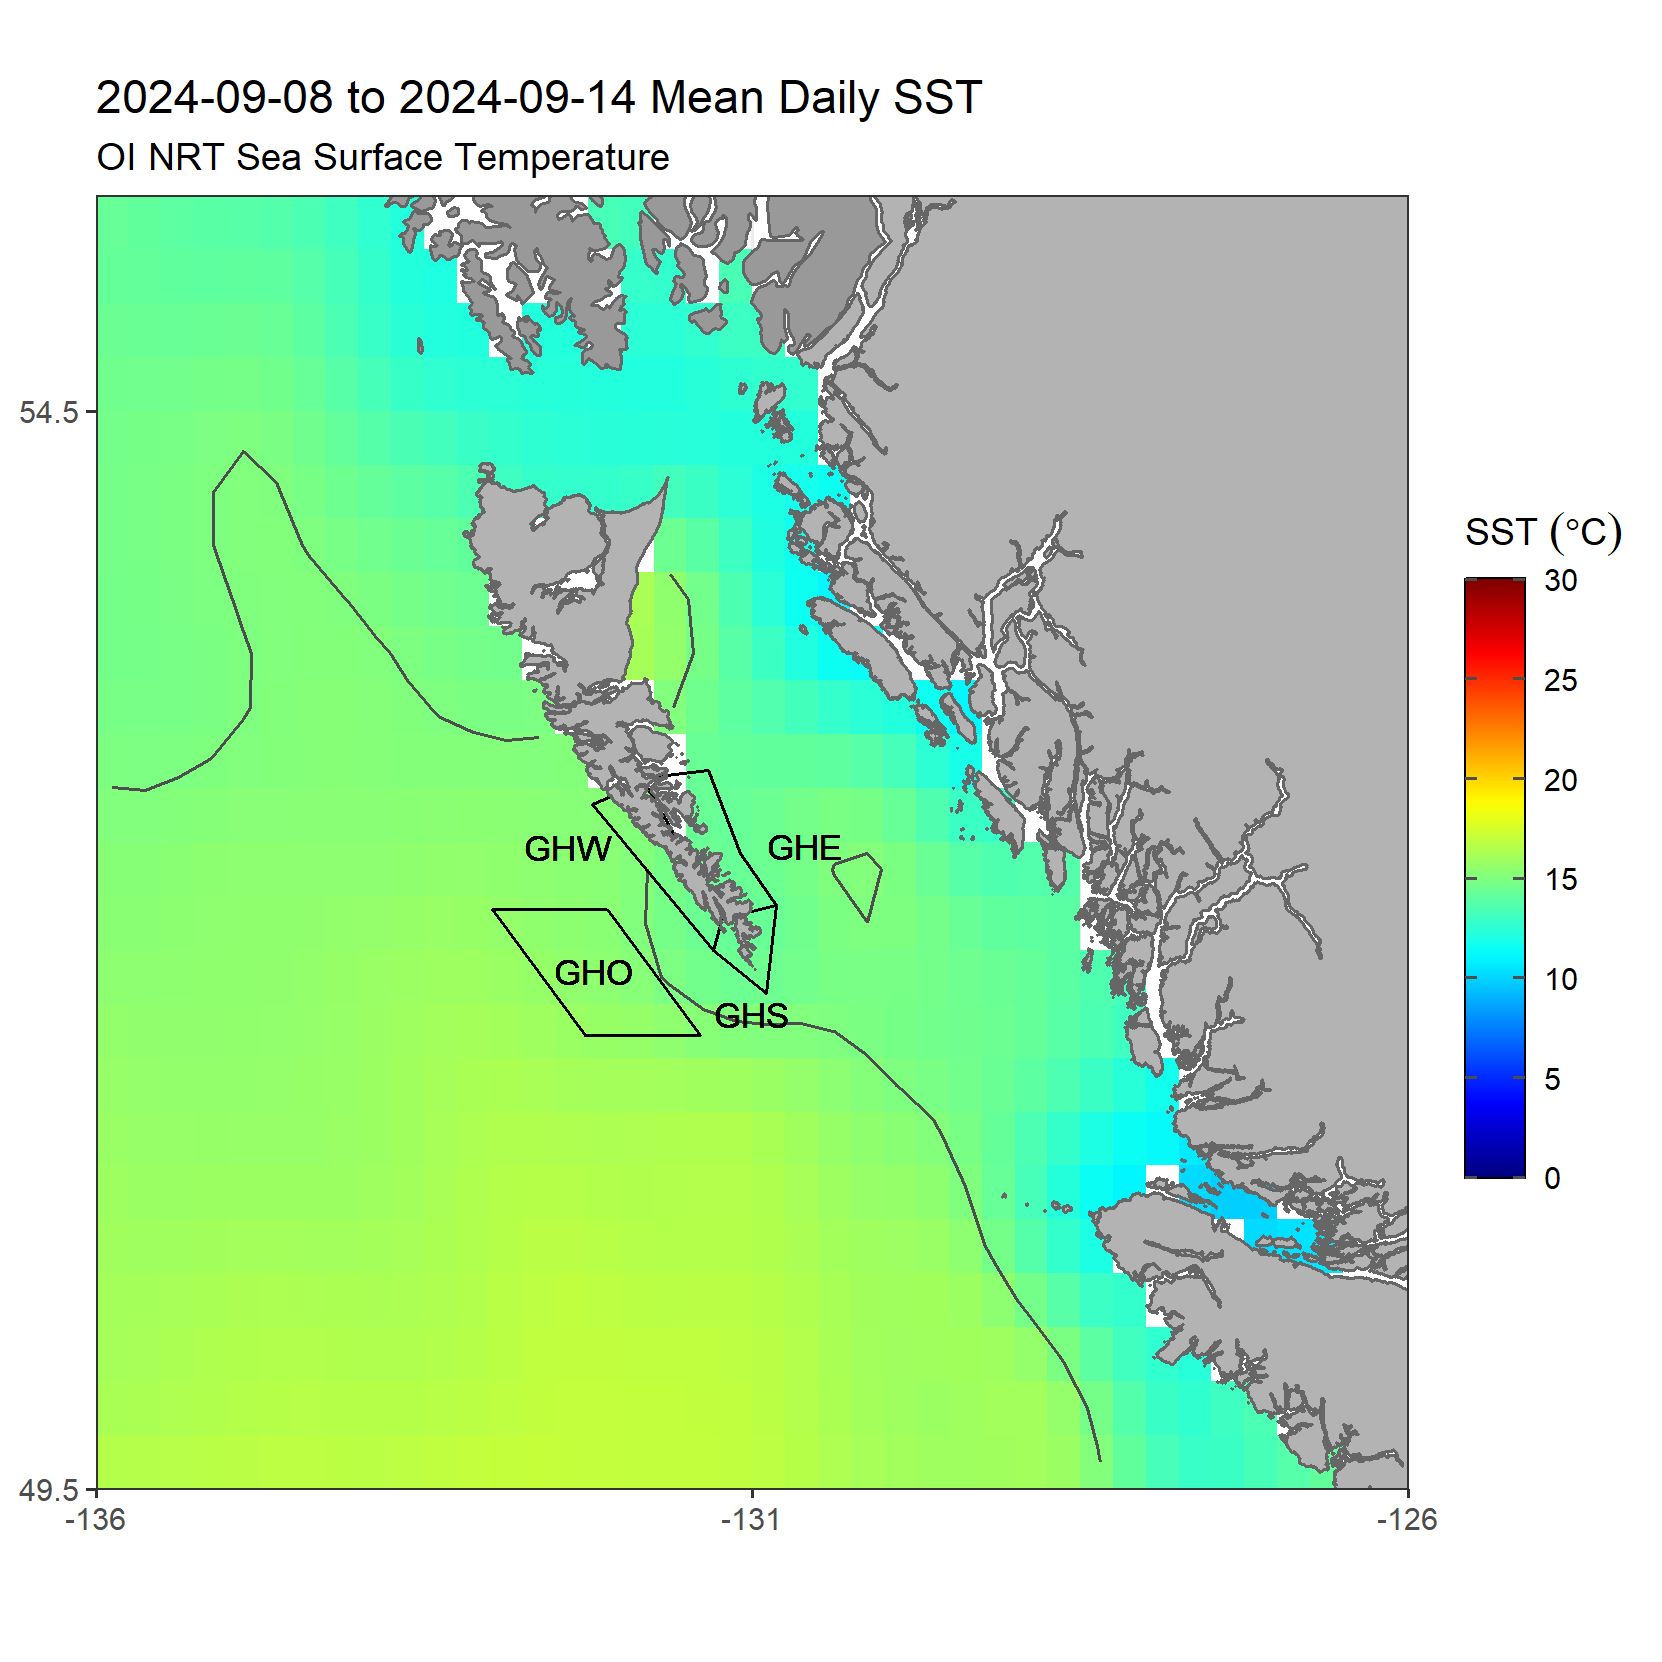 2024-09-08 to 2024-09-14 Mean Daily SST
OI NRT Sea Surface Temperature
54.5
49.5
-136
-131
-126
GHW
GHE
GHO
GHS
SST (°C)
30
25
20
15
10
5
0